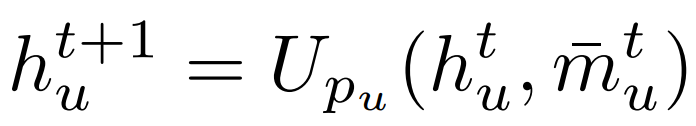 h_u^{t+1} = U_{p_u}(h_u^t, \bar{m}_u^t)